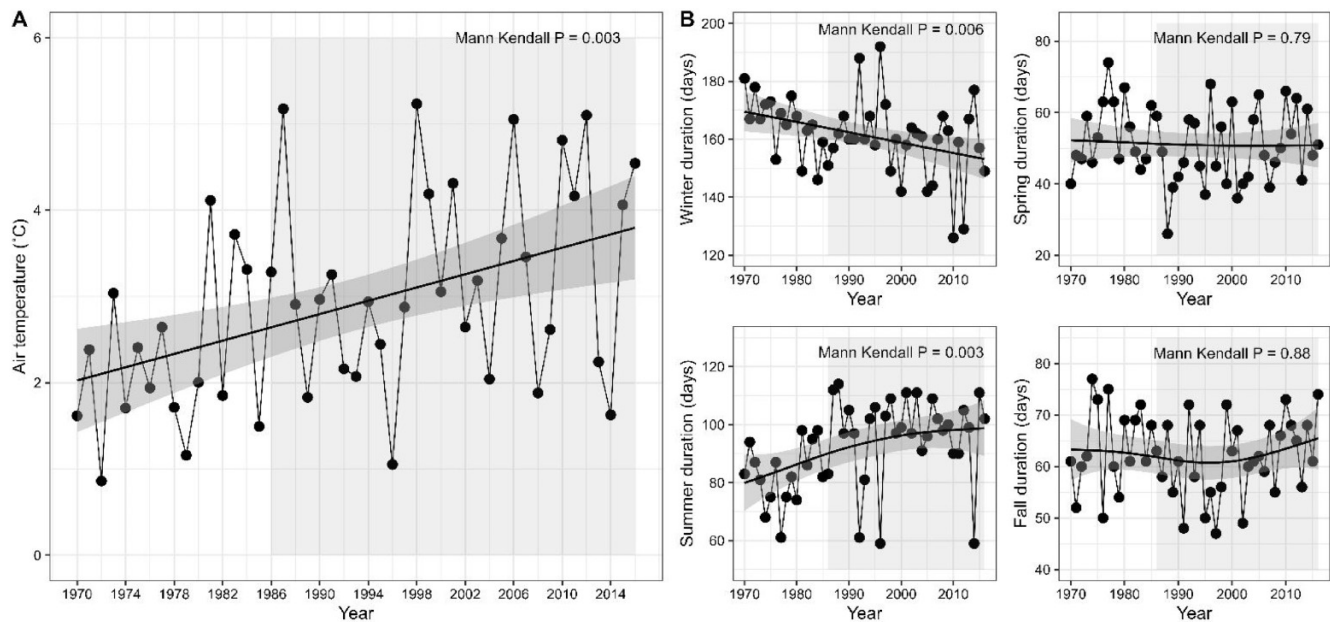 A
Mann Kendall P = 0.003
6
4
2
0
Air temperature (°C)
1970 1974 1978 1982 1986 1990 1994 1998 2002 2006 2010 2014
Year
B
Mann Kendall P = 0.006
200
180
160
140
120
Winter duration (days)
1970 1980 1990 2000 2010
Year
Mann Kendall P = 0.79
80
60
40
20
Spring duration (days)
1970 1980 1990 2000 2010
Year
Mann Kendall P = 0.003
120
100
80
60
Summer duration (days)
1970 1980 1990 2000 2010
Year
Mann Kendall P = 0.88
80
70
60
50
40
Fall duration (days)
1970 1980 1990 2000 2010
Year